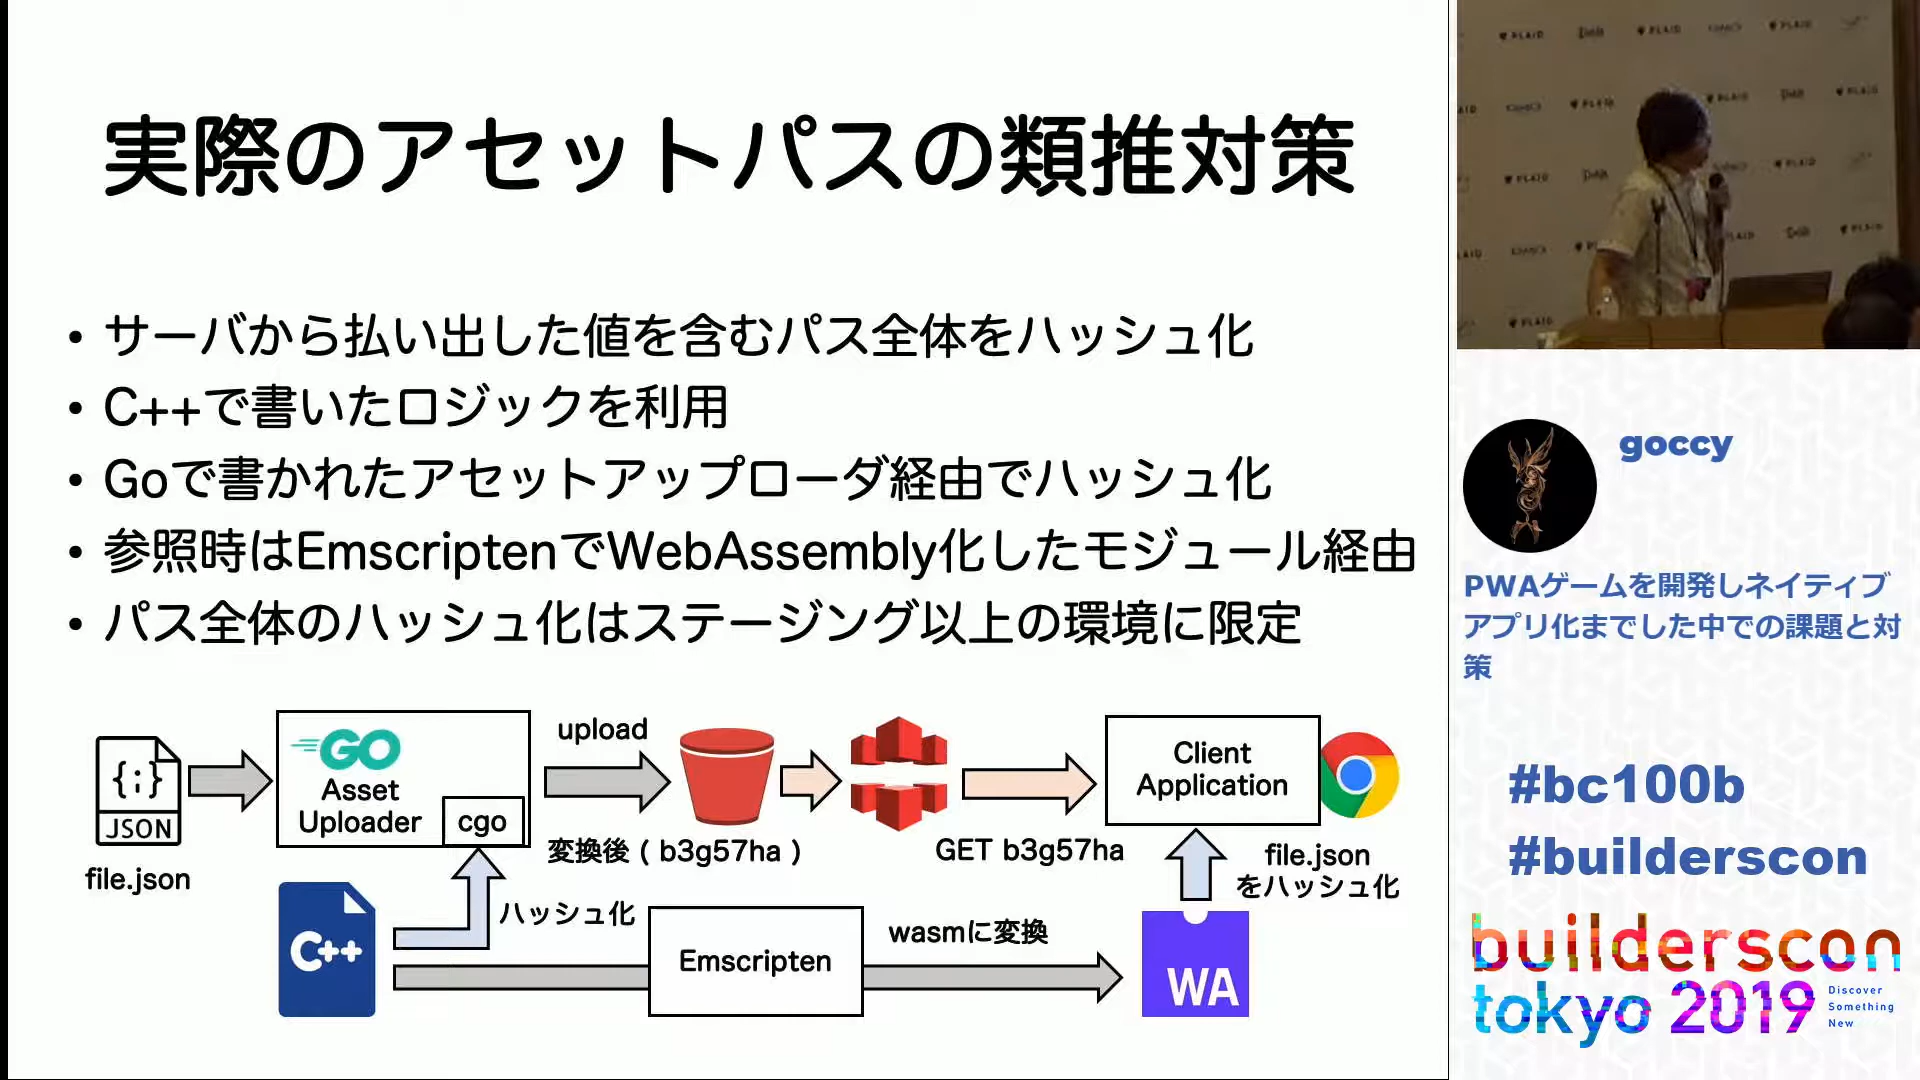 実際のアセットパスの類推対策
• サーバから払い出した値を含むパス全体をハッシュ化
• C++で書いたロジックを利用
• Goで書かれたアセットアップローダ経由でハッシュ化
• 参照時はEmscriptenでWebAssembly化したモジュール経由
• パス全体のハッシュ化はステージング以上の環境に限定
{;}
JSON
file.json
GO
Asset
Uploader
cgo
upload
変換後 ( b3g57ha )
GET b3g57ha
Client
Application
file.json
をハッシュ化
C++
ハッシュ化
Emscripten
wasmに変換
WA
PLAID
PLAID
PLAID
PLAID
PLAID
PLAID
PLAID
PLAID
PLAID
goccy
PWAゲームを開発しネイティブ
アプリ化までした中での課題と対
策
#bc100b
#builderscon
builderscon
tokyo 2019
Discover
Something
New